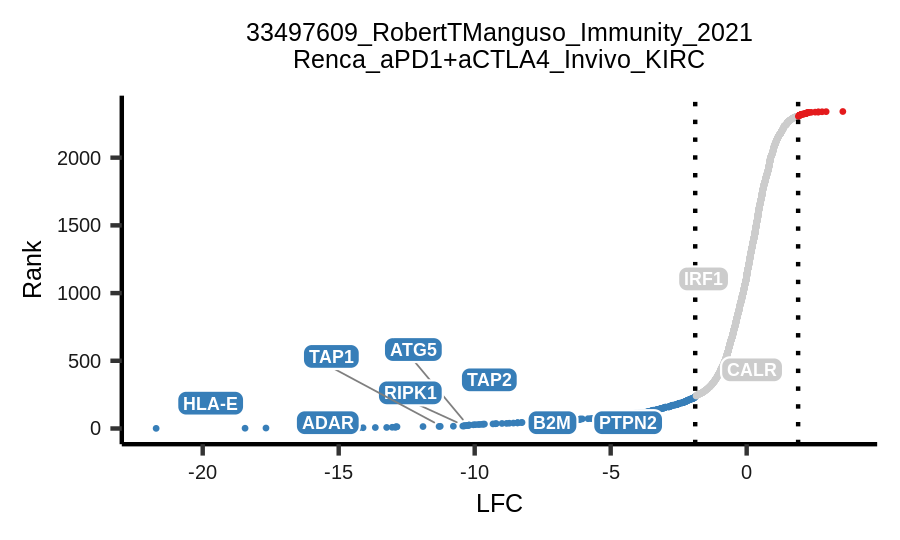 33497609_RobertTManguso_Immunity_2021
Renca_aPD1+aCTLA4_Invivo_KIRC
Rank
2000
1500
1000
500
0
IRF1
CALR
TAP1
ATG5
RIPK1
TAP2
HLA-E
ADAR
B2M
PTPN2
-20
-15
-10
-5
0
LFC